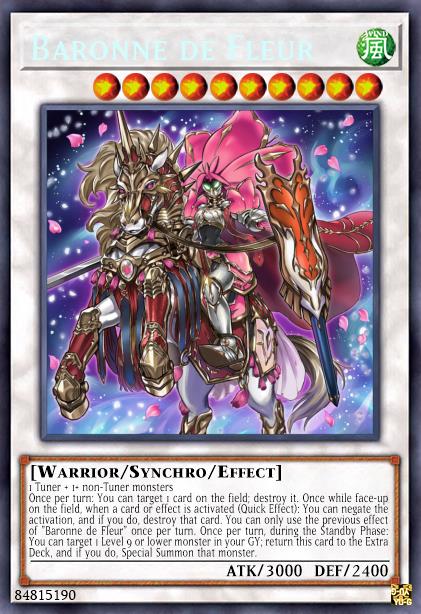 Baronne de Fleur
WIND
風
[Warrior/Synchro/Effect]
1 Tuner + 1+ non-Tuner monsters
Once per turn: You can target 1 card on the field; destroy it. Once while face-up
on the field, when a card or effect is activated (Quick Effect): You can negate
the activation, and if you do, destroy that card. You can only use the previous effect
of "Baronne de Fleur" once per turn. Once per turn, during the Standby Phase:
You can target 1 Level 9 or lower monster in your GY; return this card to the Extra
Deck, and if you do, Special Summon that monster.
ATK/3000 DEF/2400
84815190